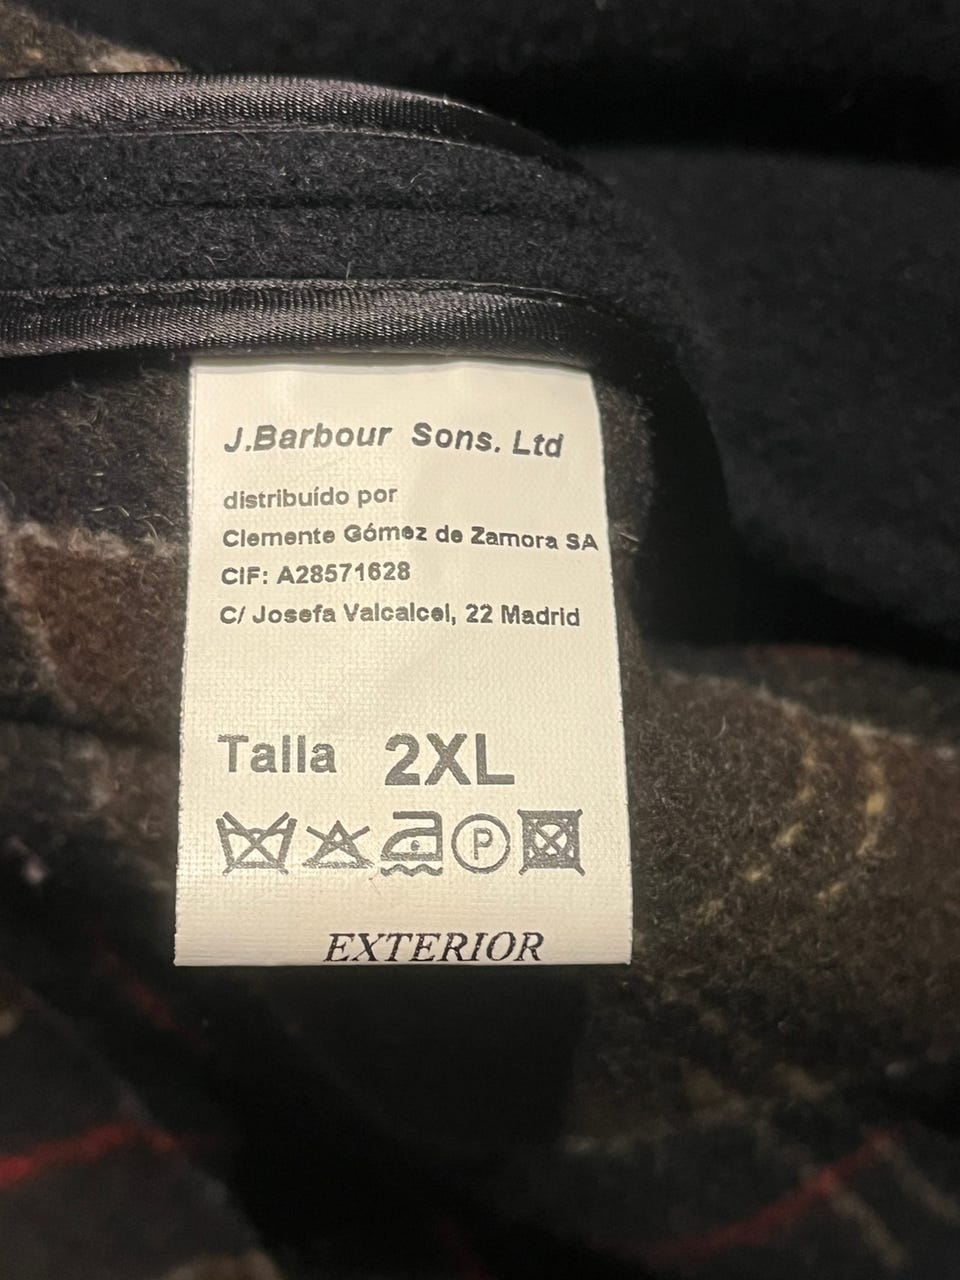 J.Barbour Sons. Ltd
distribuído por
Clemente Gómez de Zamora SA
CIF: A28571628
C/ Josefa Valcalcel, 22 Madrid
Talla 2XL
P
EXTERIOR